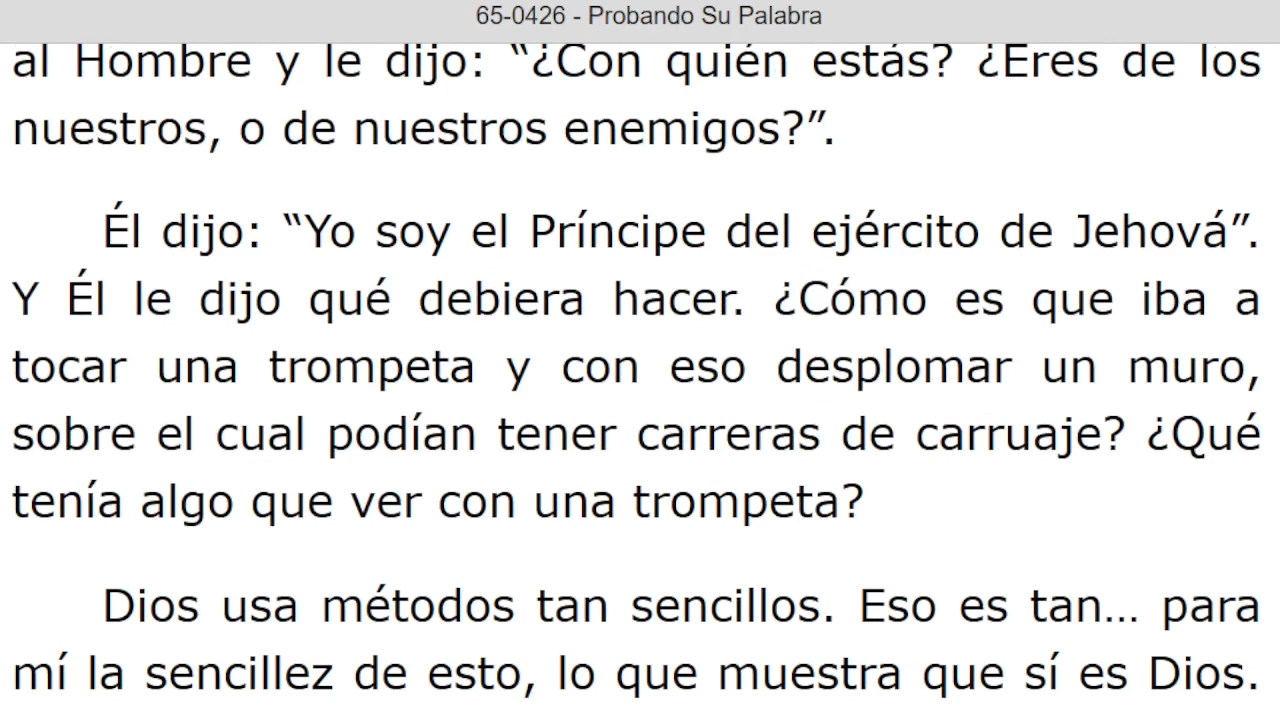 65-0426 - Probando Su Palabra
al Hombre y le dijo: “¿Con quién estás? ¿Eres de los
nuestros, o de nuestros enemigos?”.
Él dijo: “Yo soy el Príncipe del ejército de Jehová”.
Y Él le dijo qué debiera hacer. ¿Cómo es que iba a
tocar una trompeta y con eso desplomar un muro,
sobre el cual podían tener carreras de carruaje? ¿Qué
tenía algo que ver con una trompeta?
Dios usa métodos tan sencillos. Eso es tan… para
mí la sencillez de esto, lo que muestra que sí es Dios.